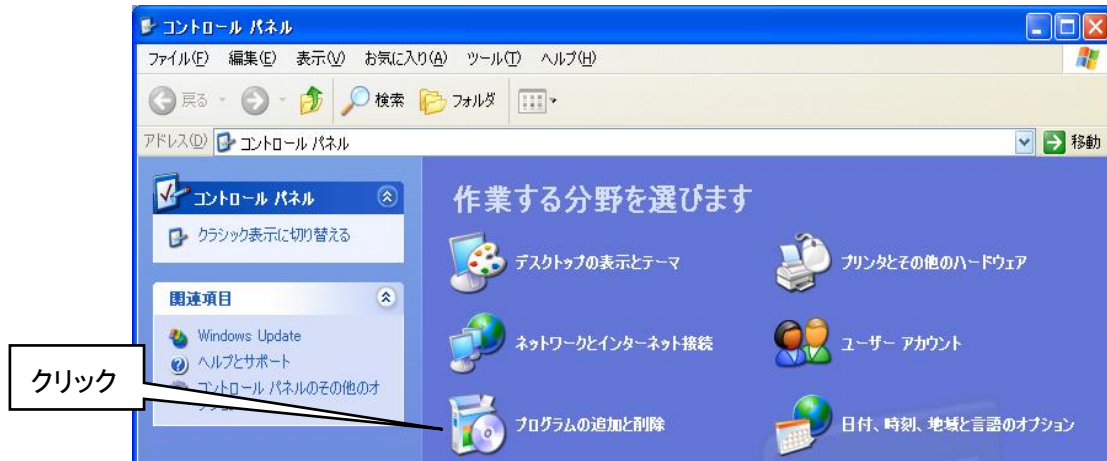 コントロール パネル
ファイル(F) 編集(E) 表示(V) お気に入り(A) ツール(T) ヘルプ(H)
戻る 検索 フォルダ
アドレス(D) コントロール パネル 移動
コントロール パネル
クラシック表示に切り替える
関連項目
Windows Update
ヘルプとサポート
コントロール パネルのその他のオ
作業する分野を選びます
デスクトップの表示とテーマ
プリンタとその他のハードウェア
ネットワークとインターネット接続
ユーザー アカウント
プログラムの追加と削除
日付、時刻、地域と言語のオプション
クリック